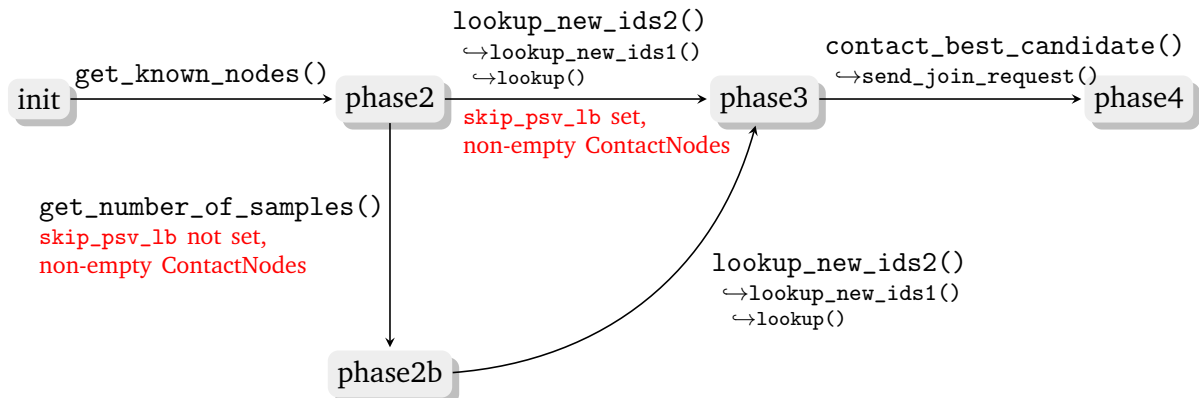 lookup_new_ids2()
↪lookup_new_ids1()
↪lookup()
get_known_nodes()
contact_best_candidate()
↪send_join_request()
init
phase2
phase3
phase4
skip_psv_lb set,
non-empty ContactNodes
get_number_of_samples()
skip_psv_lb not set,
non-empty ContactNodes
lookup_new_ids2()
↪lookup_new_ids1()
↪lookup()
phase2b